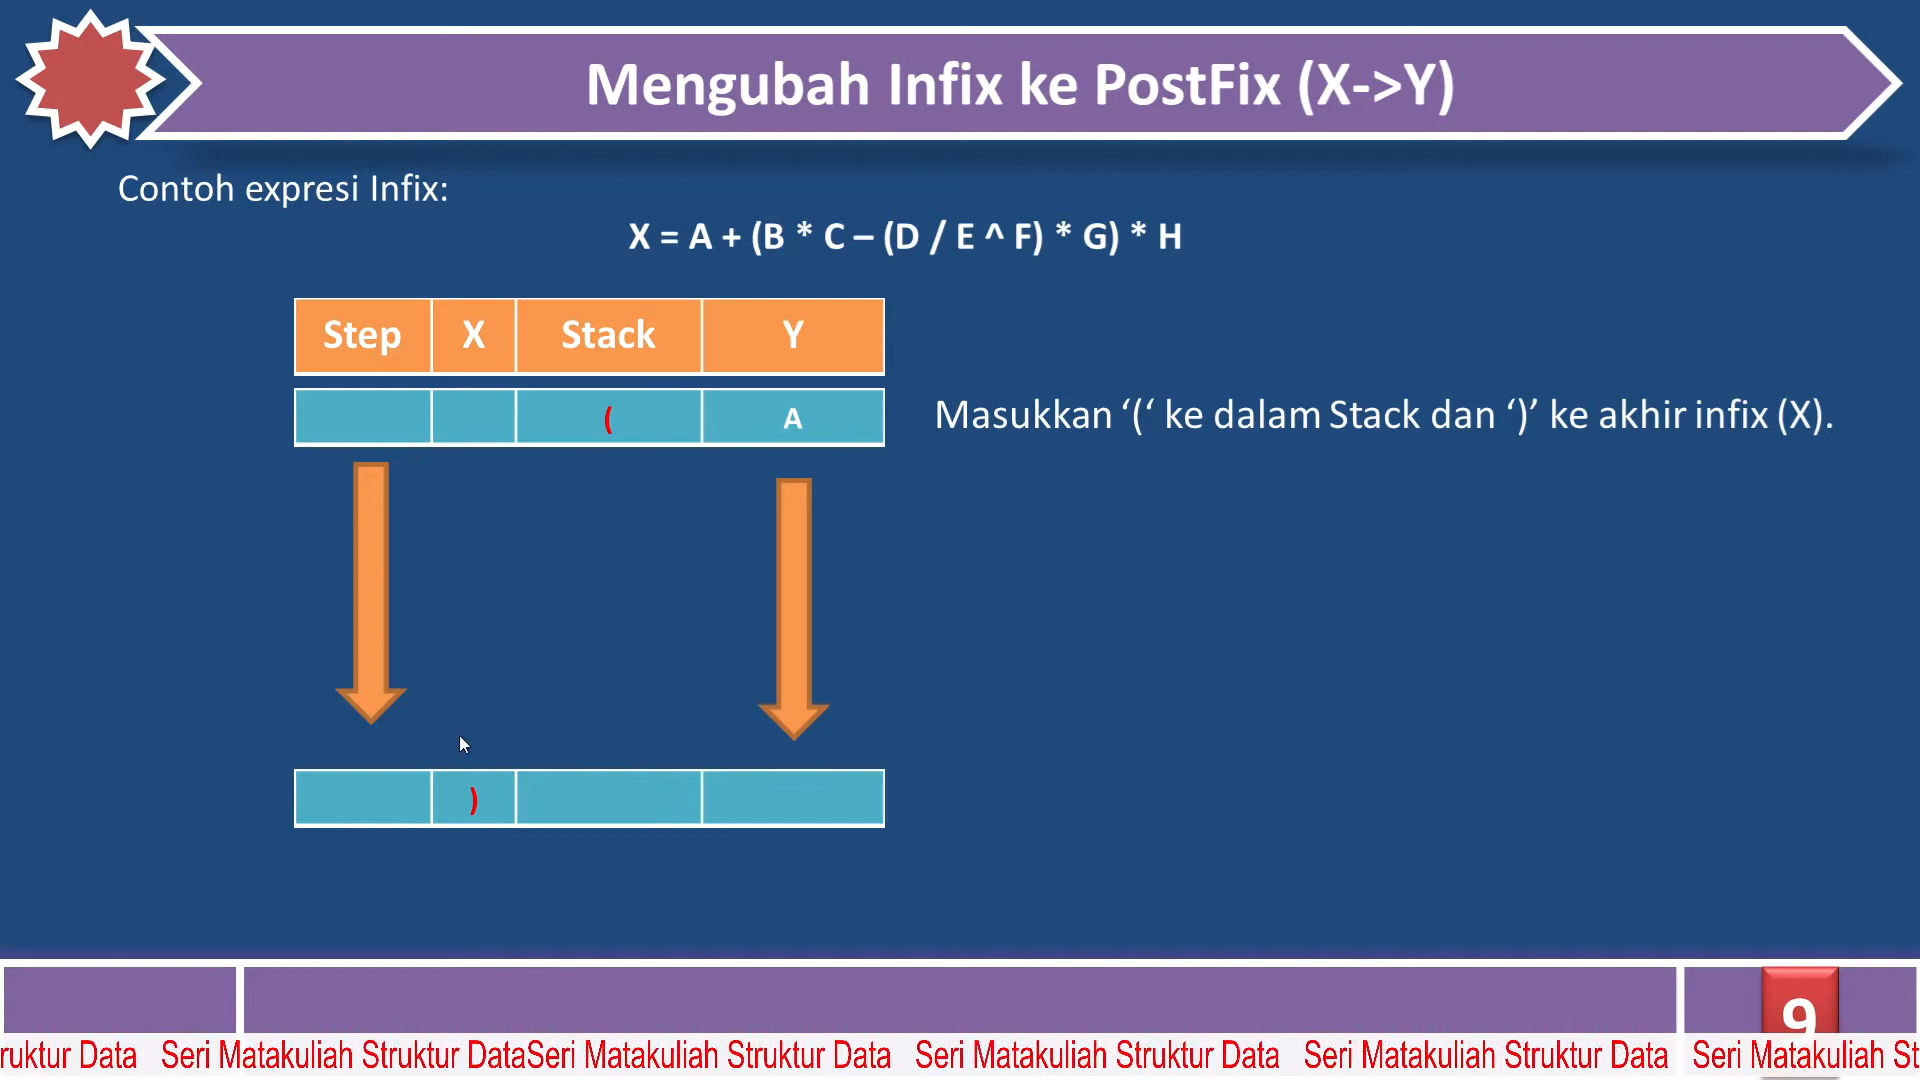 Mengubah Infix ke PostFix (X->Y)
Contoh expresi Infix:
X = A + (B * C – (D / E ^ F) * G) * H
Step X Stack Y
( A
Masukkan ‘(‘ ke dalam Stack dan ‘)’ ke akhir infix (X).
)
9
ruktur Data Seri Matakuliah Struktur DataSeri Matakuliah Struktur Data Seri Matakuliah Struktur Data Seri Matakuliah Struktur Data Seri Matakuliah St